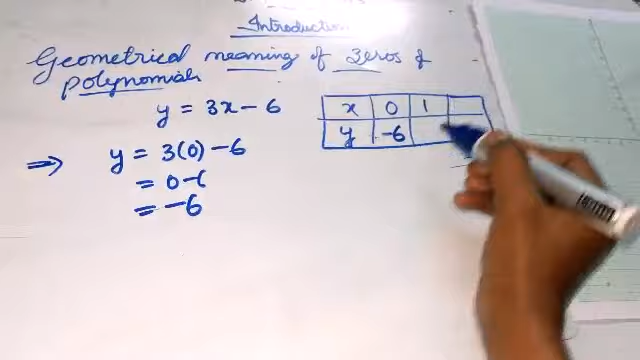 Introduction
Geometrical meaning of Zeros of
polynomials
y = 3x - 6
x 0 1
y -6
⇒ y = 3(0) - 6
= 0-6
= -6